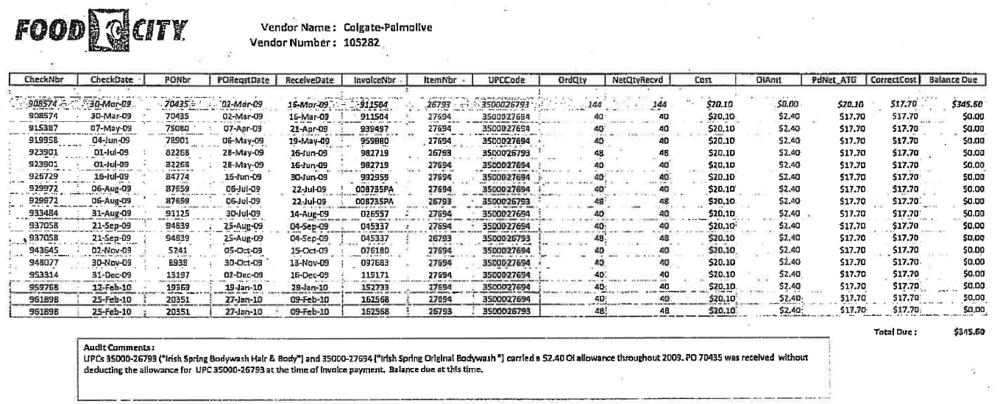 FOOD CITY
Vendor Name : Colgate-Palmolive
Vendor Number : 105282
CheckNbr CheckDate PONbr POReqstDate ReceiveDate InvoiceNbr ItemNbr UPCCode OrdQty NetQtyRecvd Cost OIAmt PdNet_ATG CorrectCost Balance Due
908574 30-Mar-09 70435 02-Mar-09 16-Mar-09 911504 26793 3500026793 144 144 $20.10 $0.00 $20.10 $17.70 $345.60
908574 30-Mar-09 70435 02-Mar-09 16-Mar-09 911504 27694 3500027694 40 40 $20.10 $2.40 $17.70 $17.70 $0.00
915387 07-May-09 75080 07-Apr-09 21-Apr-09 939497 27694 3500027694 40 40 $20.10 $2.40 $17.70 $17.70 $0.00
919958 04-Jun-09 78901 06-May-09 19-May-09 959880 27694 3500027694 40 40 $20.10 $2.40 $17.70 $17.70 $0.00
923901 01-Jul-09 82268 28-May-09 16-Jun-09 982719 26793 3500026793 48 48 $20.10 $2.40 $17.70 $17.70 $0.00
923901 01-Jul-09 82268 28-May-09 16-Jun-09 982719 27694 3500027694 40 40 $20.10 $2.40 $17.70 $17.70 $0.00
926729 16-Jul-09 84774 16-Jun-09 30-Jun-09 992959 27694 3500027694 40 40 $20.10 $2.40 $17.70 $17.70 $0.00
929972 06-Aug-09 87659 06-Jul-09 22-Jul-09 008735PA 27694 3500027694 40 40 $20.10 $2.40 $17.70 $17.70 $0.00
929972 06-Aug-09 87659 06-Jul-09 22-Jul-09 008735PA 26793 3500026793 48 48 $20.10 $2.40 $17.70 $17.70 $0.00
933484 31-Aug-09 91125 30-Jul-09 14-Aug-09 026557 27694 3500027694 40 40 $20.10 $2.40 $17.70 $17.70 $0.00
937058 21-Sep-09 94839 25-Aug-09 04-Sep-09 045337 27694 3500027694 40 40 $20.10 $2.40 $17.70 $17.70 $0.00
937058 21-Sep-09 94839 25-Aug-09 04-Sep-09 045337 26793 3500026793 48 48 $20.10 $2.40 $17.70 $17.70 $0.00
943645 02-Nov-09 5241 05-Oct-09 15-Oct-09 076180 27694 3500027694 40 40 $20.10 $2.40 $17.70 $17.70 $0.00
948077 30-Nov-09 8938 30-Oct-09 13-Nov-09 097683 27694 3500027694 40 40 $20.10 $2.40 $17.70 $17.70 $0.00
953314 31-Dec-09 13197 02-Dec-09 16-Dec-09 119171 27694 3500027694 40 40 $20.10 $2.40 $17.70 $17.70 $0.00
959768 12-Feb-10 19369 19-Jan-10 28-Jan-10 152733 27694 3500027694 40 40 $20.10 $2.40 $17.70 $17.70 $0.00
961898 25-Feb-10 20351 27-Jan-10 09-Feb-10 162568 27694 3500027694 40 40 $20.10 $2.40 $17.70 $17.70 $0.00
961898 25-Feb-10 20351 27-Jan-10 09-Feb-10 162568 26793 3500026793 48 48 $20.10 $2.40 $17.70 $17.70 $0.00
Total Due : $345.60
Audit Comments :
UPCs 35000-26793 ("Irish Spring Bodywash Hair & Body") and 35000-27694 ("Irish Spring Original Bodywash ") carried a $2.40 OI allowance throughout 2009. PO 70435 was received without
deducting the allowance for UPC 35000-26793 at the time of invoice payment. Balance due at this time.